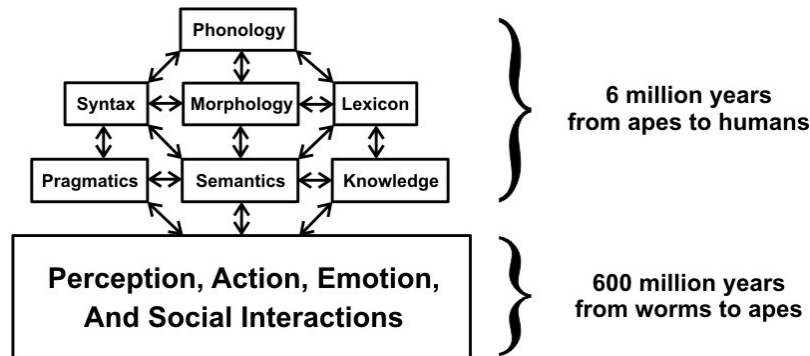 Phonology
Syntax
Morphology
Lexicon
6 million years
from apes to humans
Pragmatics
Semantics
Knowledge
Perception, Action, Emotion,
And Social Interactions
600 million years
from worms to apes